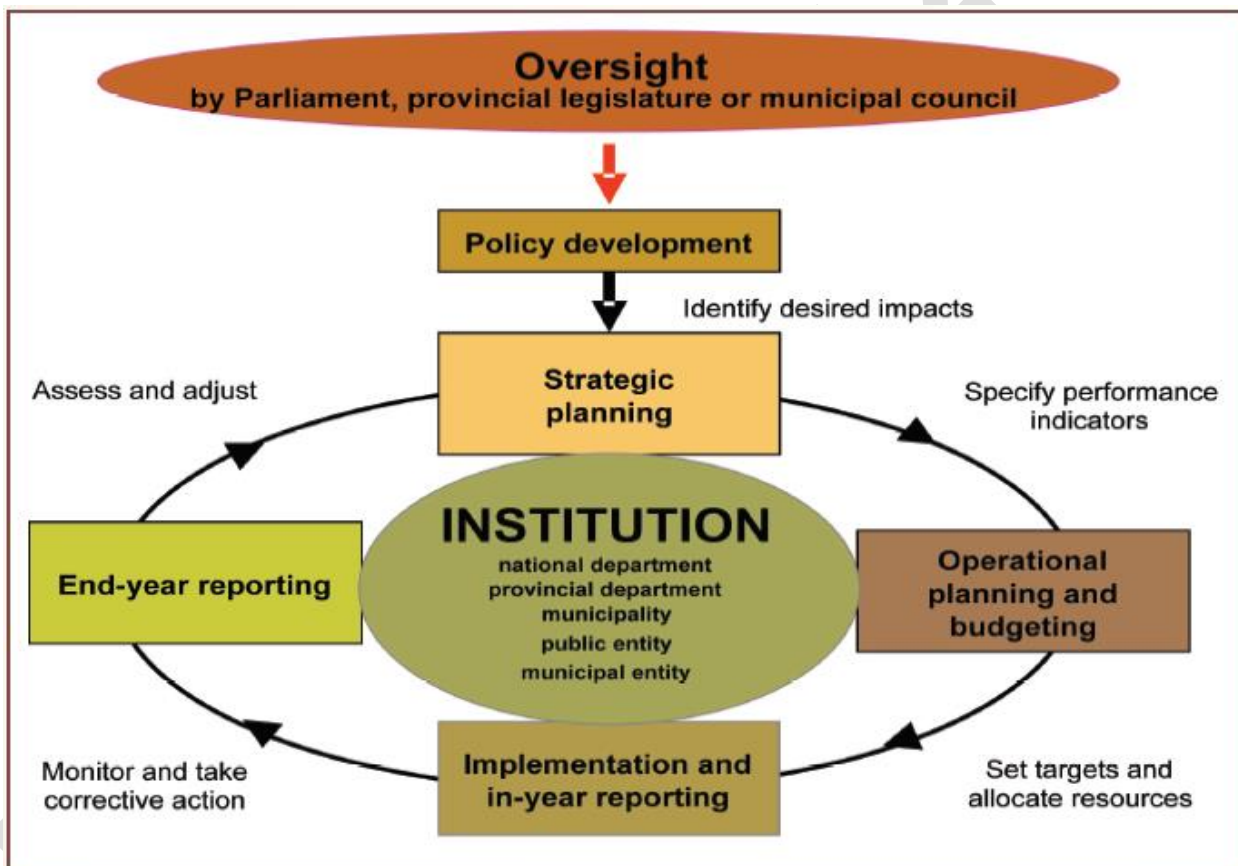 Oversight
by Parliament, provincial legislature or municipal council
Policy development
Identify desired impacts
Strategic
planning
Assess and adjust
Specify performance
indicators
INSTITUTION
national department
provincial department
municipality
public entity
municipal entity
End-year reporting
Operational
planning and
budgeting
Implementation and
in-year reporting
Monitor and take
corrective action
Set targets and
allocate resources